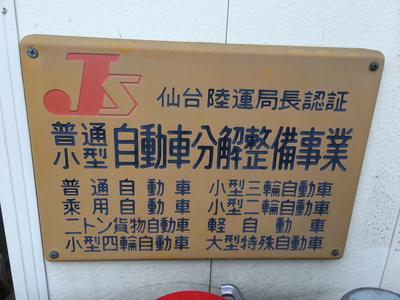 JS 仙台陸運局長認証
普通
小型 自動車分解整備事業
普通自動車 小型三輪自動車
乗用自動車 小型二輪自動車
二トン貨物自動車 軽自動車
小型四輪自動車 大型特殊自動車